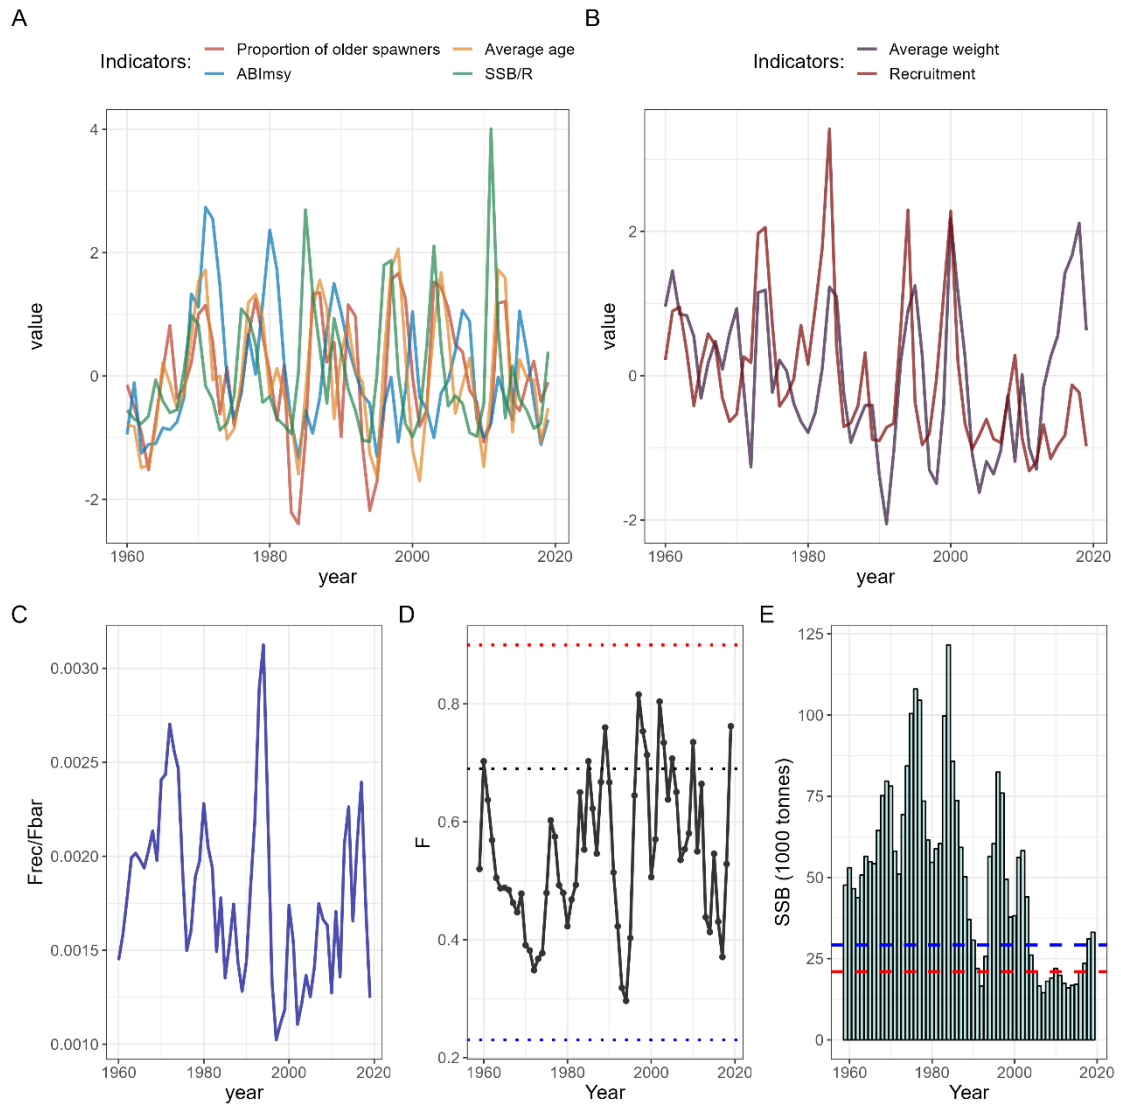 A
Indicators:
Proportion of older spawners
Average age
ABImsy
SSB/R
value
4
2
0
-2
1960
1980
2000
2020
year
B
Indicators:
Average weight
Recruitment
value
2
0
-2
1960
1980
2000
2020
year
C
Frec/Fbar
0.0030
0.0025
0.0020
0.0015
0.0010
1960
1980
2000
2020
year
D
F
0.8
0.6
0.4
0.2
1960
1980
2000
2020
Year
E
SSB (1000 tonnes)
125
100
75
50
25
0
1960
1980
2000
2020
Year